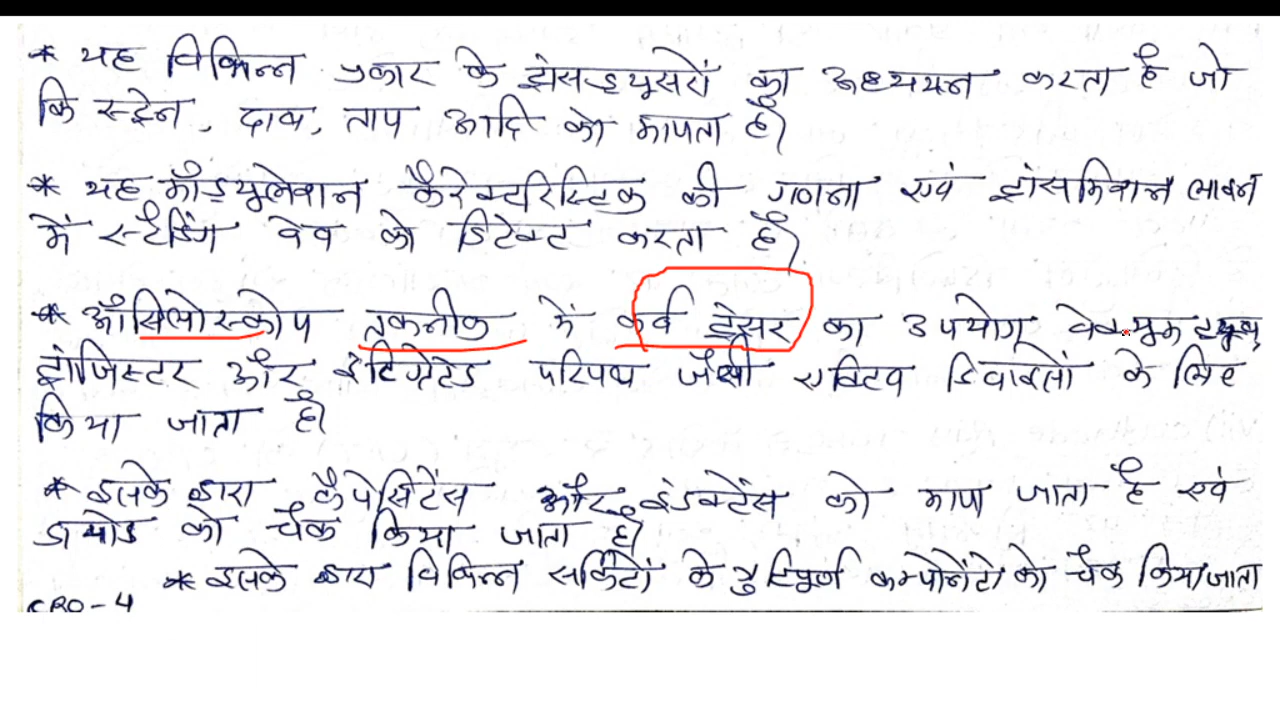 * यह विभिन्न प्रकार के ट्रांसड्यूसरों का अध्ययन करता है जो
कि स्ट्रेन, दाब, ताप आदि को मापता है।
* यह मॉड्युलेशन कैरेक्टरिस्टिक की गणना एवं ट्रांसमिशन लाइन
में स्टैंडिंग वेव को डिटेक्ट करता है।
* ऑसिलोस्कोप तकनीक में कर्व ट्रेसर का उपयोग वेक्यूम ट्यूब,
ट्रांजिस्टर और इंटिग्रेटेड परिपथ जैसी एक्टिव डिवाइसों के लिए
किया जाता है।
* इसके द्वारा कैपेसिटेंस और इंडक्टेंस को मापा जाता है एवं
डायोड को चैक किया जाता है।
* इसके द्वारा विभिन्न सर्किटों के त्रुटिपूर्ण कम्पोनेंटों को चैक किया जाता
CRO-4